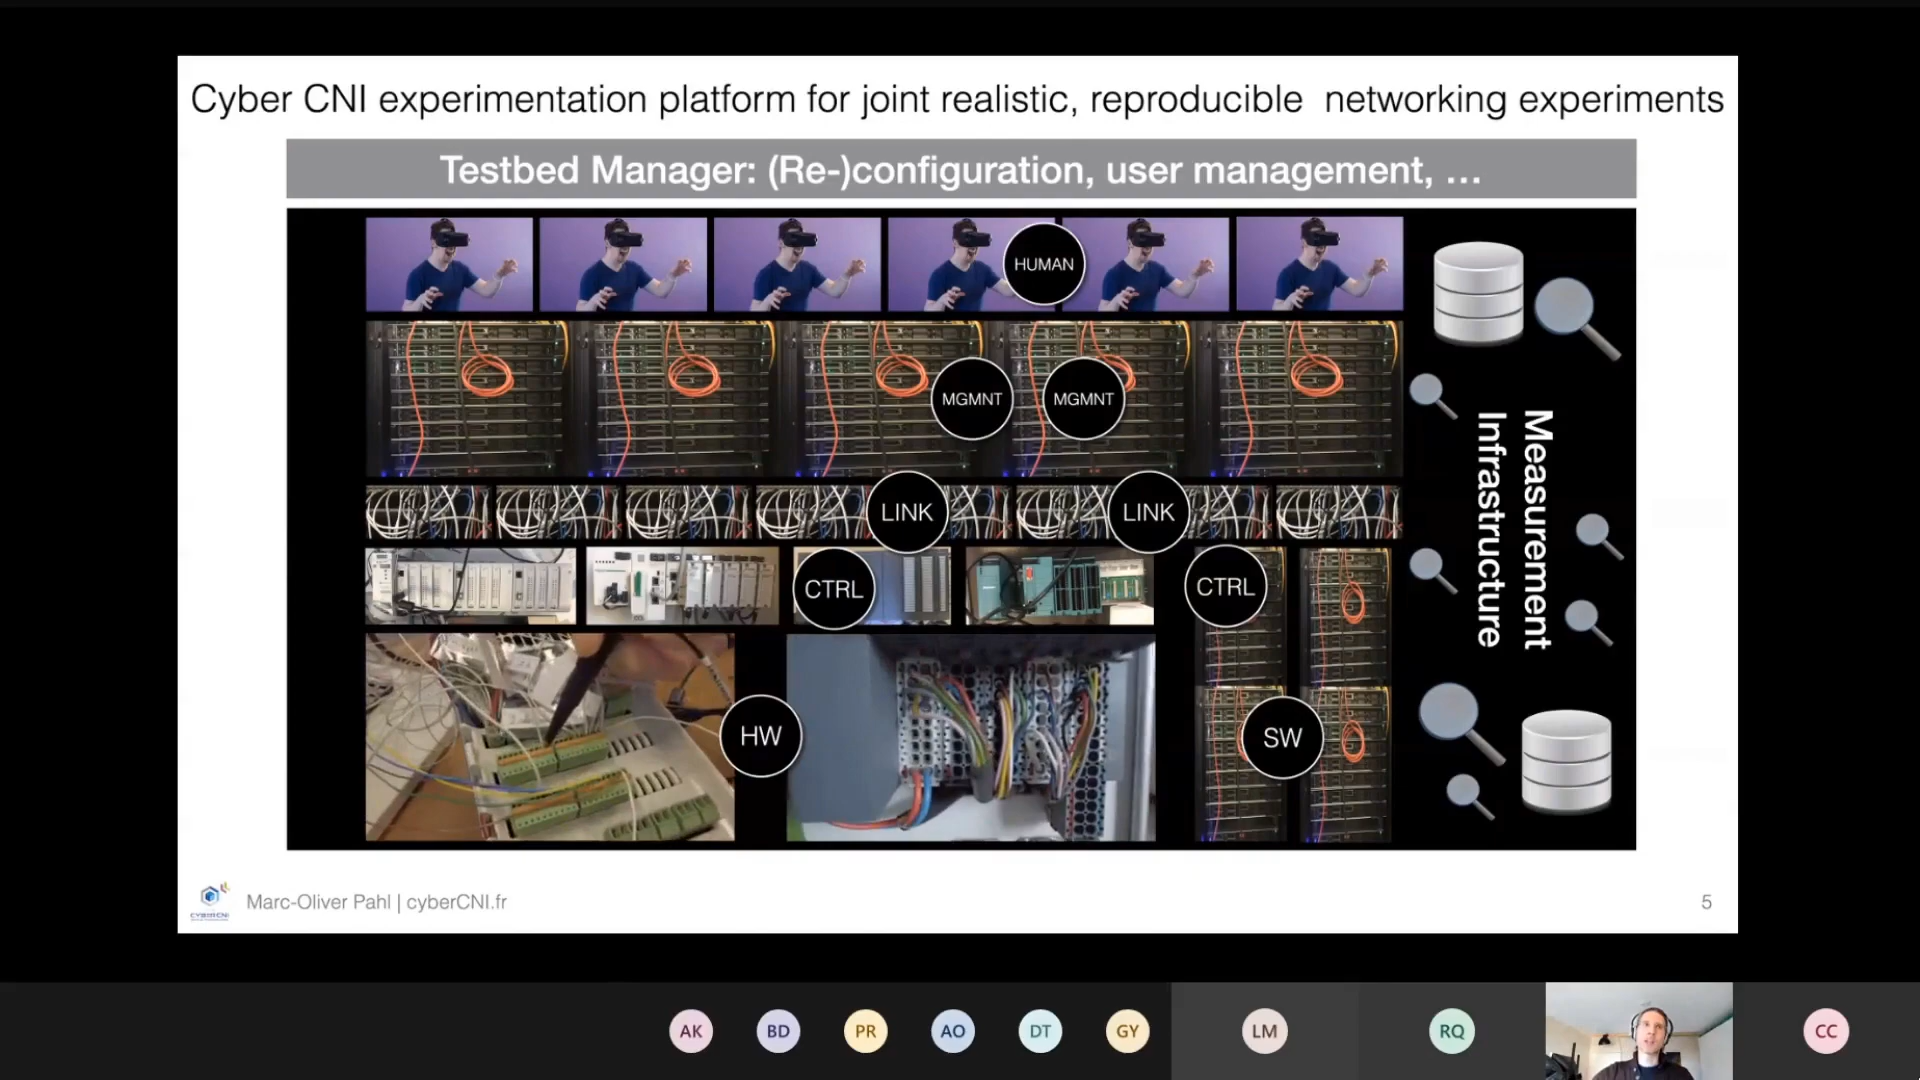 Cyber CNI experimentation platform for joint realistic, reproducible networking experiments
Testbed Manager: (Re-)configuration, user management, …
HUMAN
MGMNT
MGMNT
LINK
LINK
CTRL
CTRL
HW
SW
Measurement
Infrastructure
CYBERCNI
Marc-Oliver Pahl | cyberCNI.fr
5
AK
BD
PR
AO
DT
GY
LM
RQ
CC